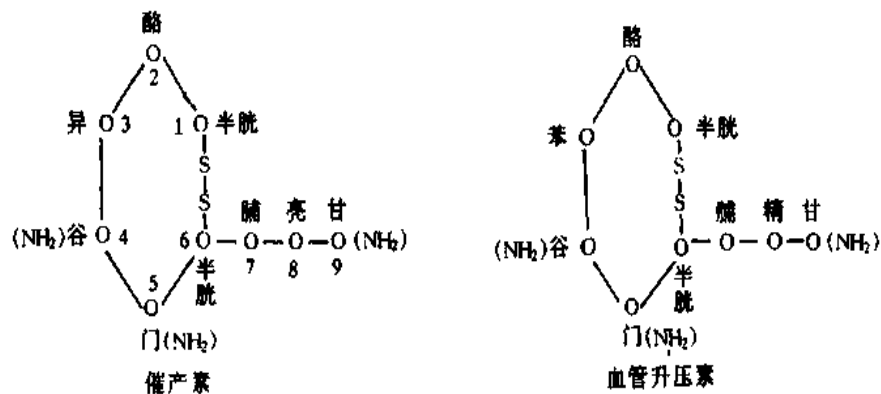 酪
2
异 3 1 半胱
S
S
脯 亮 甘
(NH₂)谷 4 6 (NH₂)
半胱 7 8 9
5
门(NH₂)
催产素
酪
苯 半胱
S
S
脯 精 甘
(NH₂)谷 (NH₂)
半胱
门(NH₂)
血管升压素